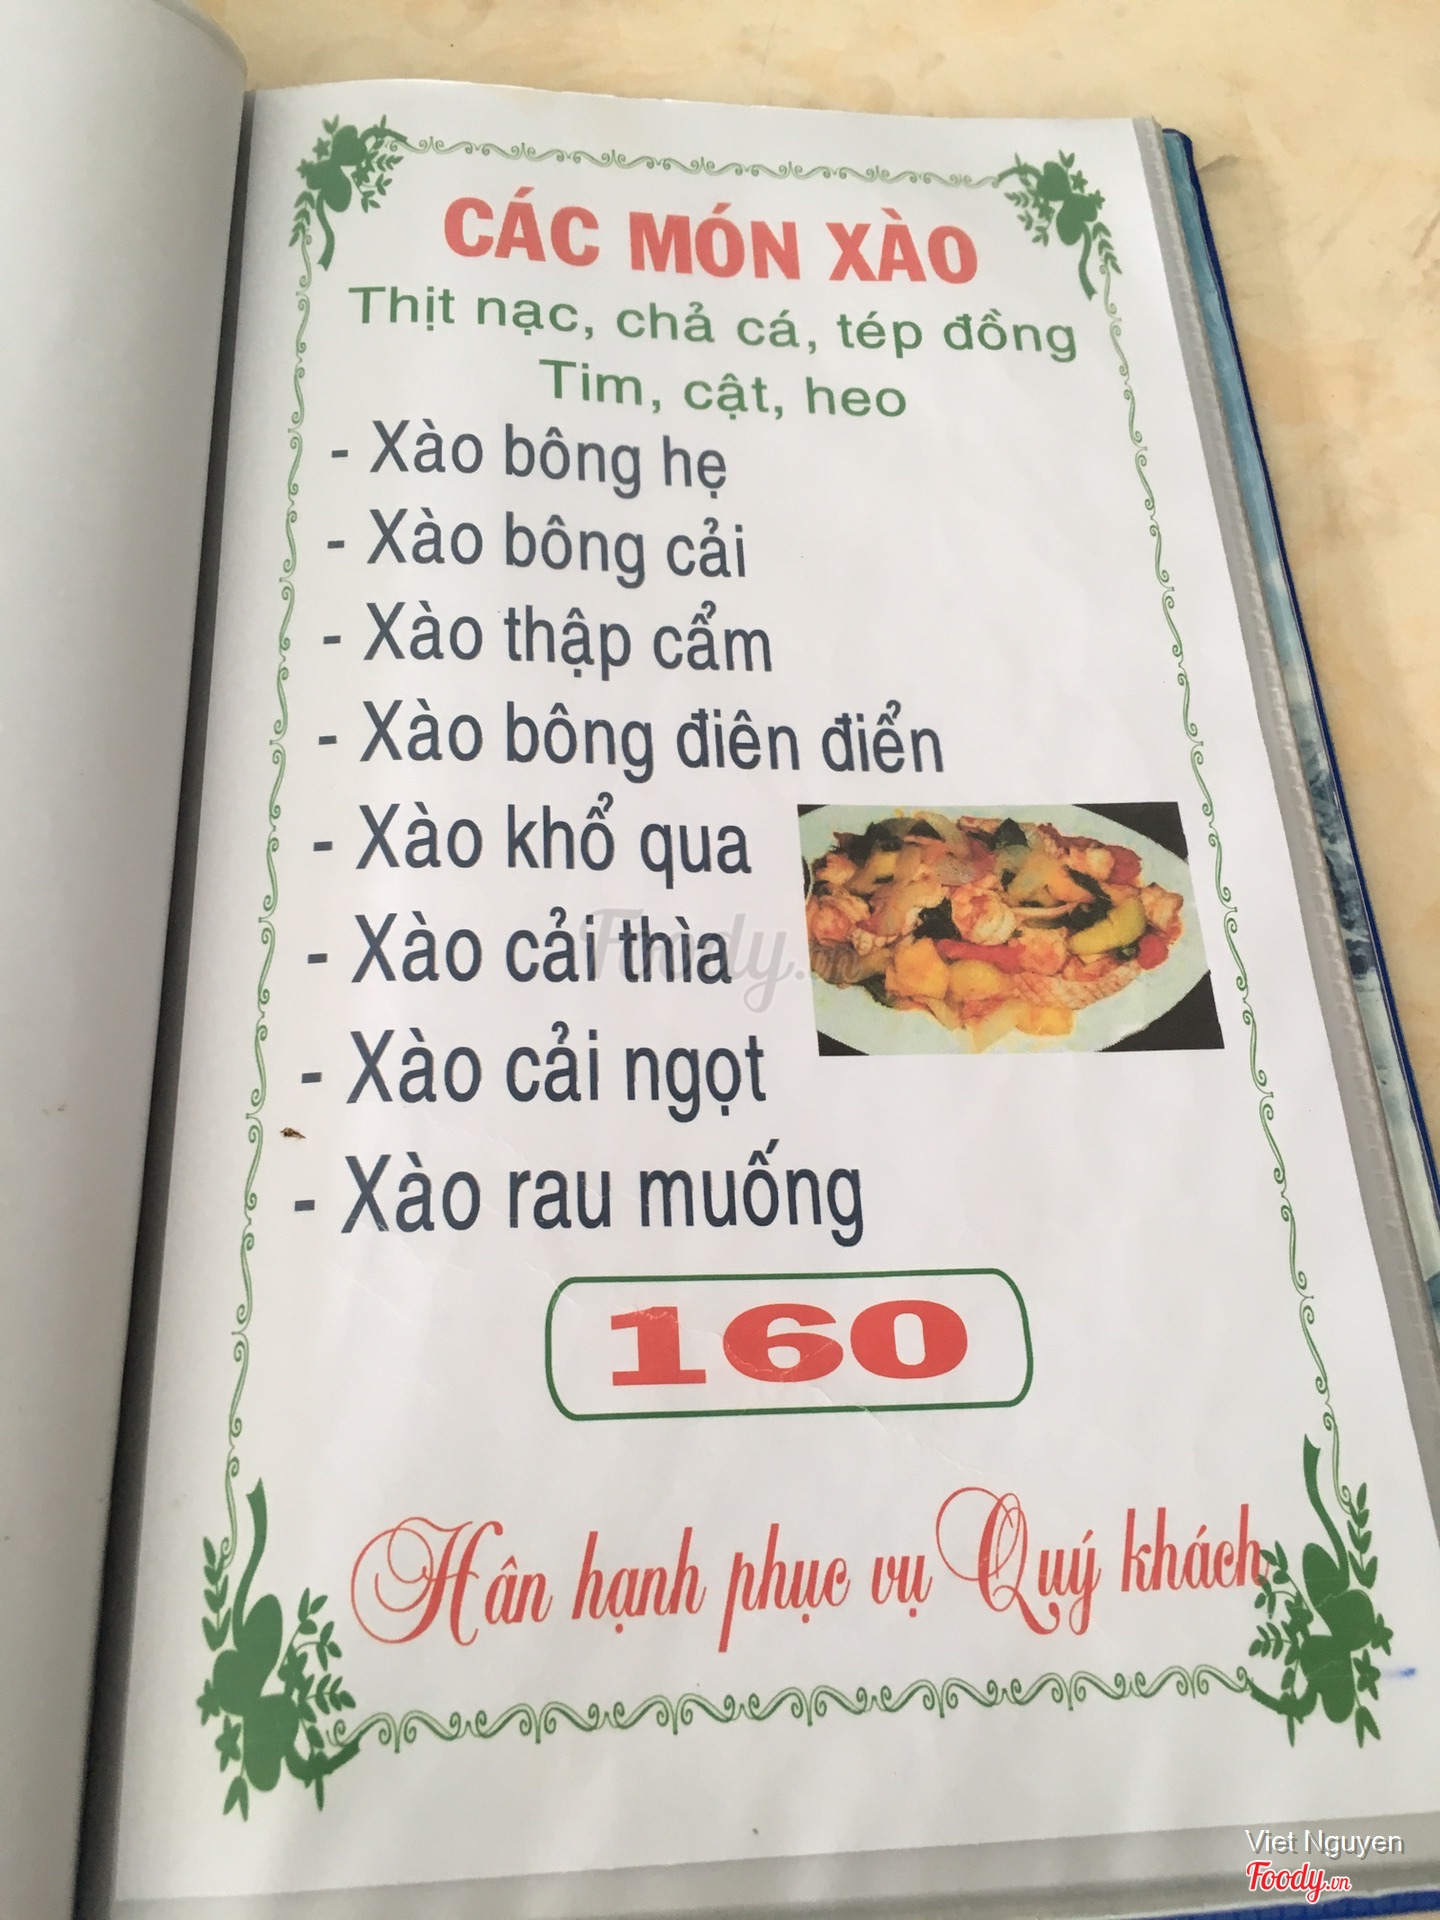 CÁC MÓN XÀO
Thịt nạc, chả cá, tép đồng
Tim, cật, heo
- Xào bông hẹ
- Xào bông cải
- Xào thập cẩm
- Xào bông điên điển
- Xào khổ qua
- Xào cải thìa
- Xào cải ngọt
- Xào rau muống
160
Hân hạnh phục vụ Quý khách
Foody.vn
Viet Nguyen
Foody.vn